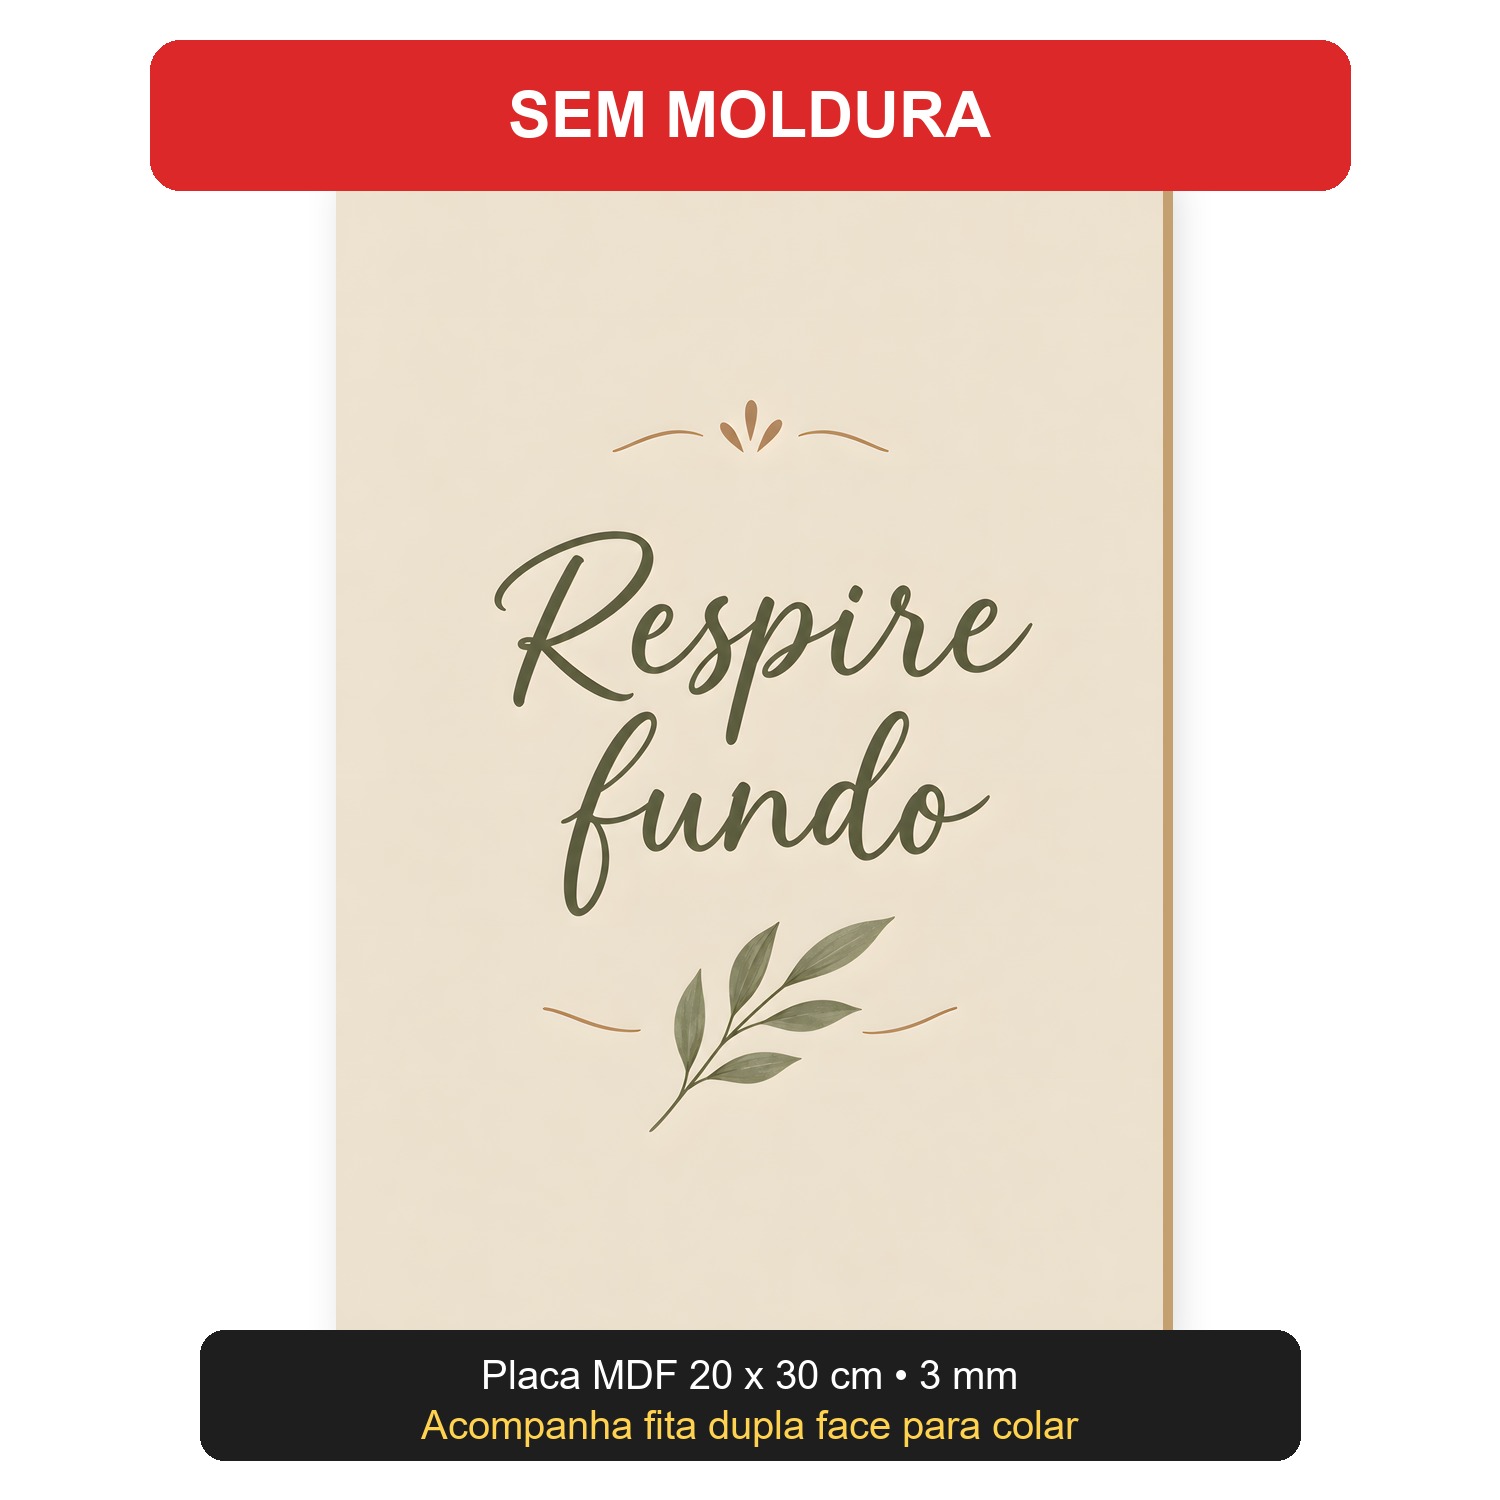 SEM MOLDURA
Respire
fundo
Placa MDF 20 x 30 cm • 3 mm
Acompanha fita dupla face para colar